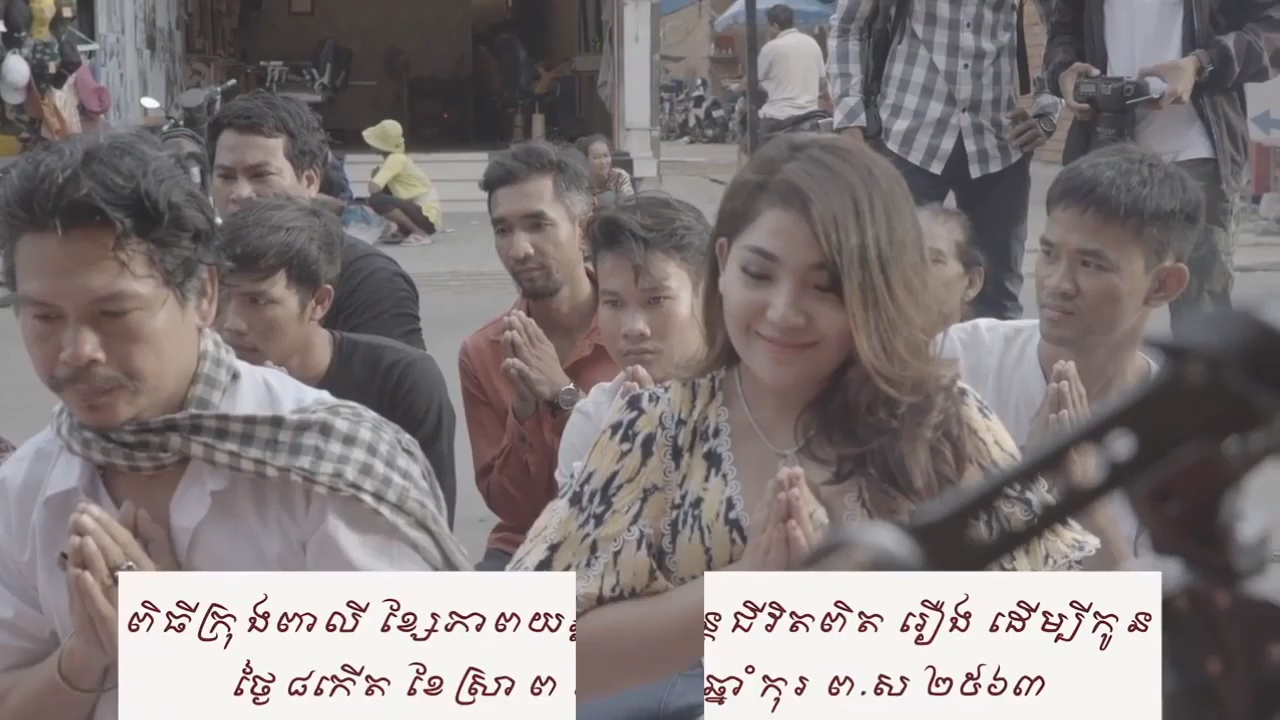 ពិធីក្រុងពាលី ខ្សែភាពយន្តជីវិតពិត រឿង ដើម្បីកូន
ថ្ងៃ ៨កើត ខែស្រាព ឆ្នាំកុរ ព.ស ២៥៦៣